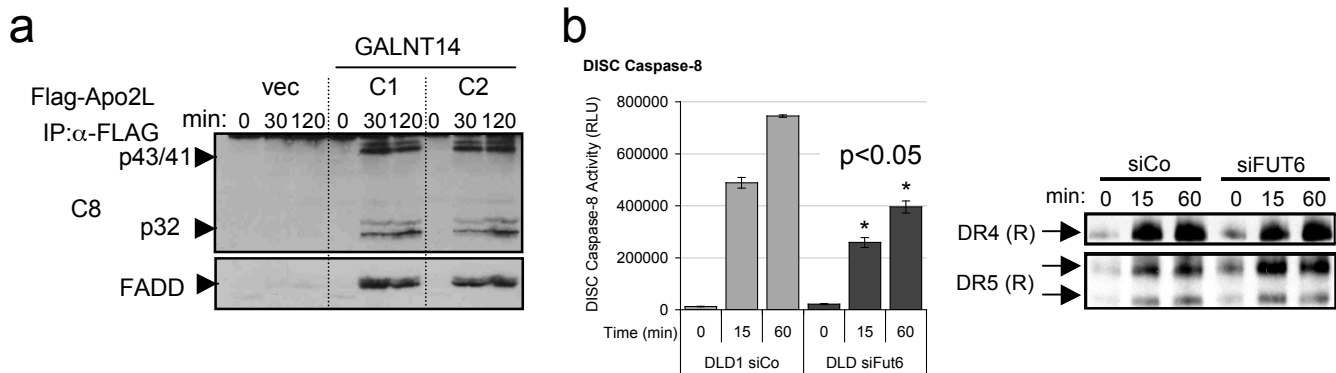 a
GALNT14
Flag-Apo2L
vec C1 C2
IP:α-FLAG
min: 0 30 120 0 30 120 0 30 120
p43/41
C8
p32
FADD
b
DISC Caspase-8
DISC Caspase-8 Activity (RLU)
800000
600000
400000
200000
0
p<0.05
*
*
Time (min) 0 15 60 0 15 60
DLD1 siCo DLD siFut6
siCo siFUT6
min: 0 15 60 0 15 60
DR4 (R)
DR5 (R)